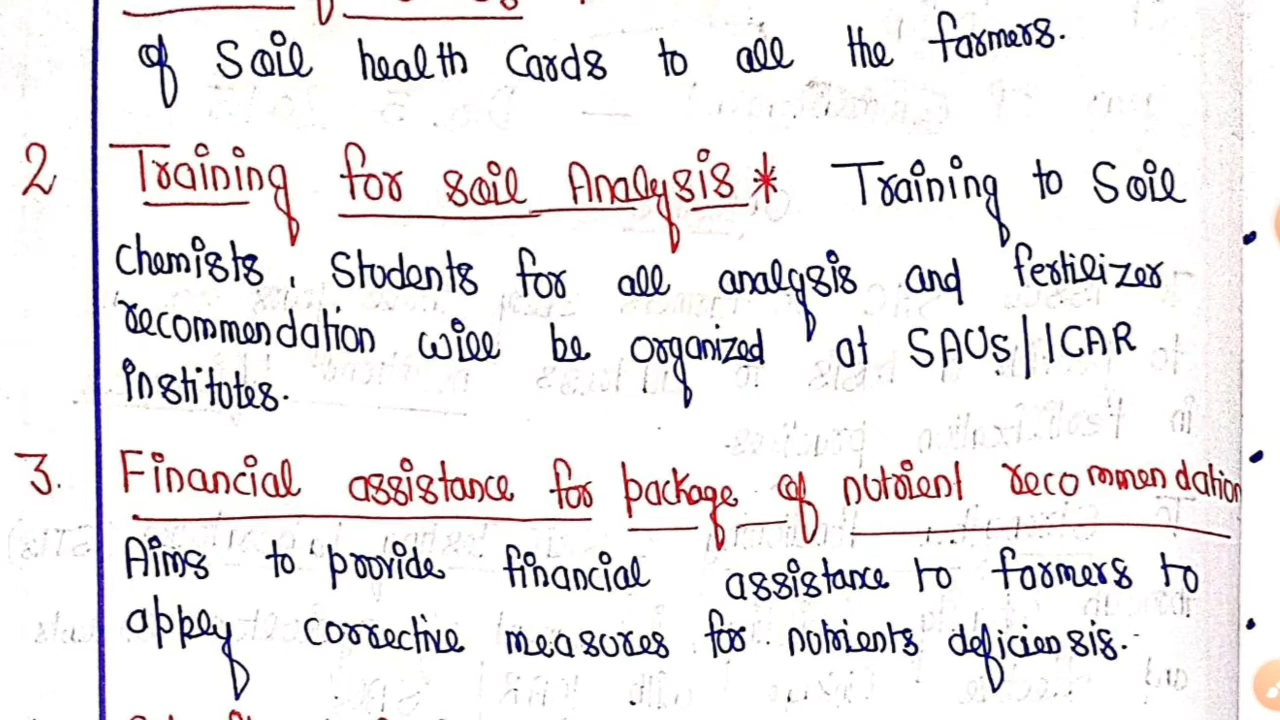 of Soil health Cards to all the farmers.
2 Training for soil Analysis * Training to Soil
chemists, Students for all analysis and fertilizer
recommendation will be organized at SAUs/ICAR
institutes.
3. Financial assistance for package of nutrient recommendation
Aims to provide financial assistance to farmers to
apply corrective measures for nutrients deficiensis.